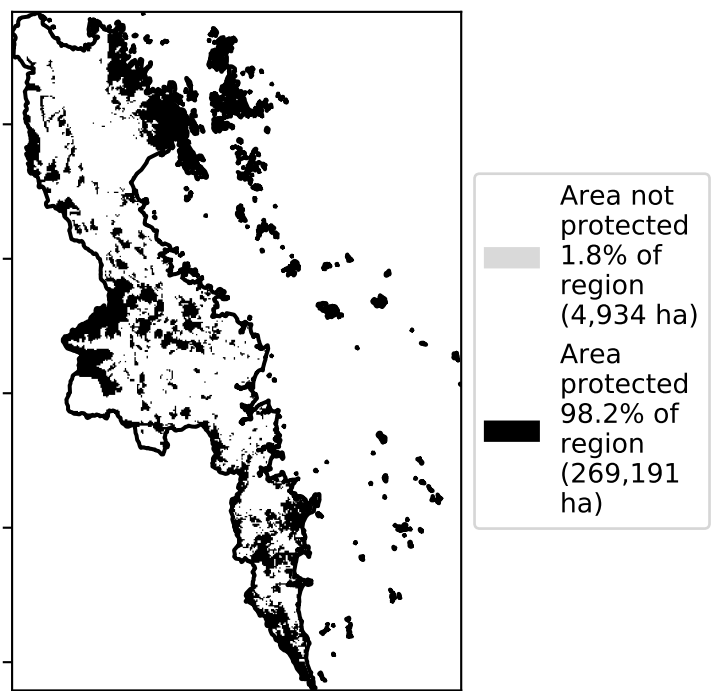 Area not
protected
1.8% of
region
(4,934 ha)
Area
protected
98.2% of
region
(269,191
ha)